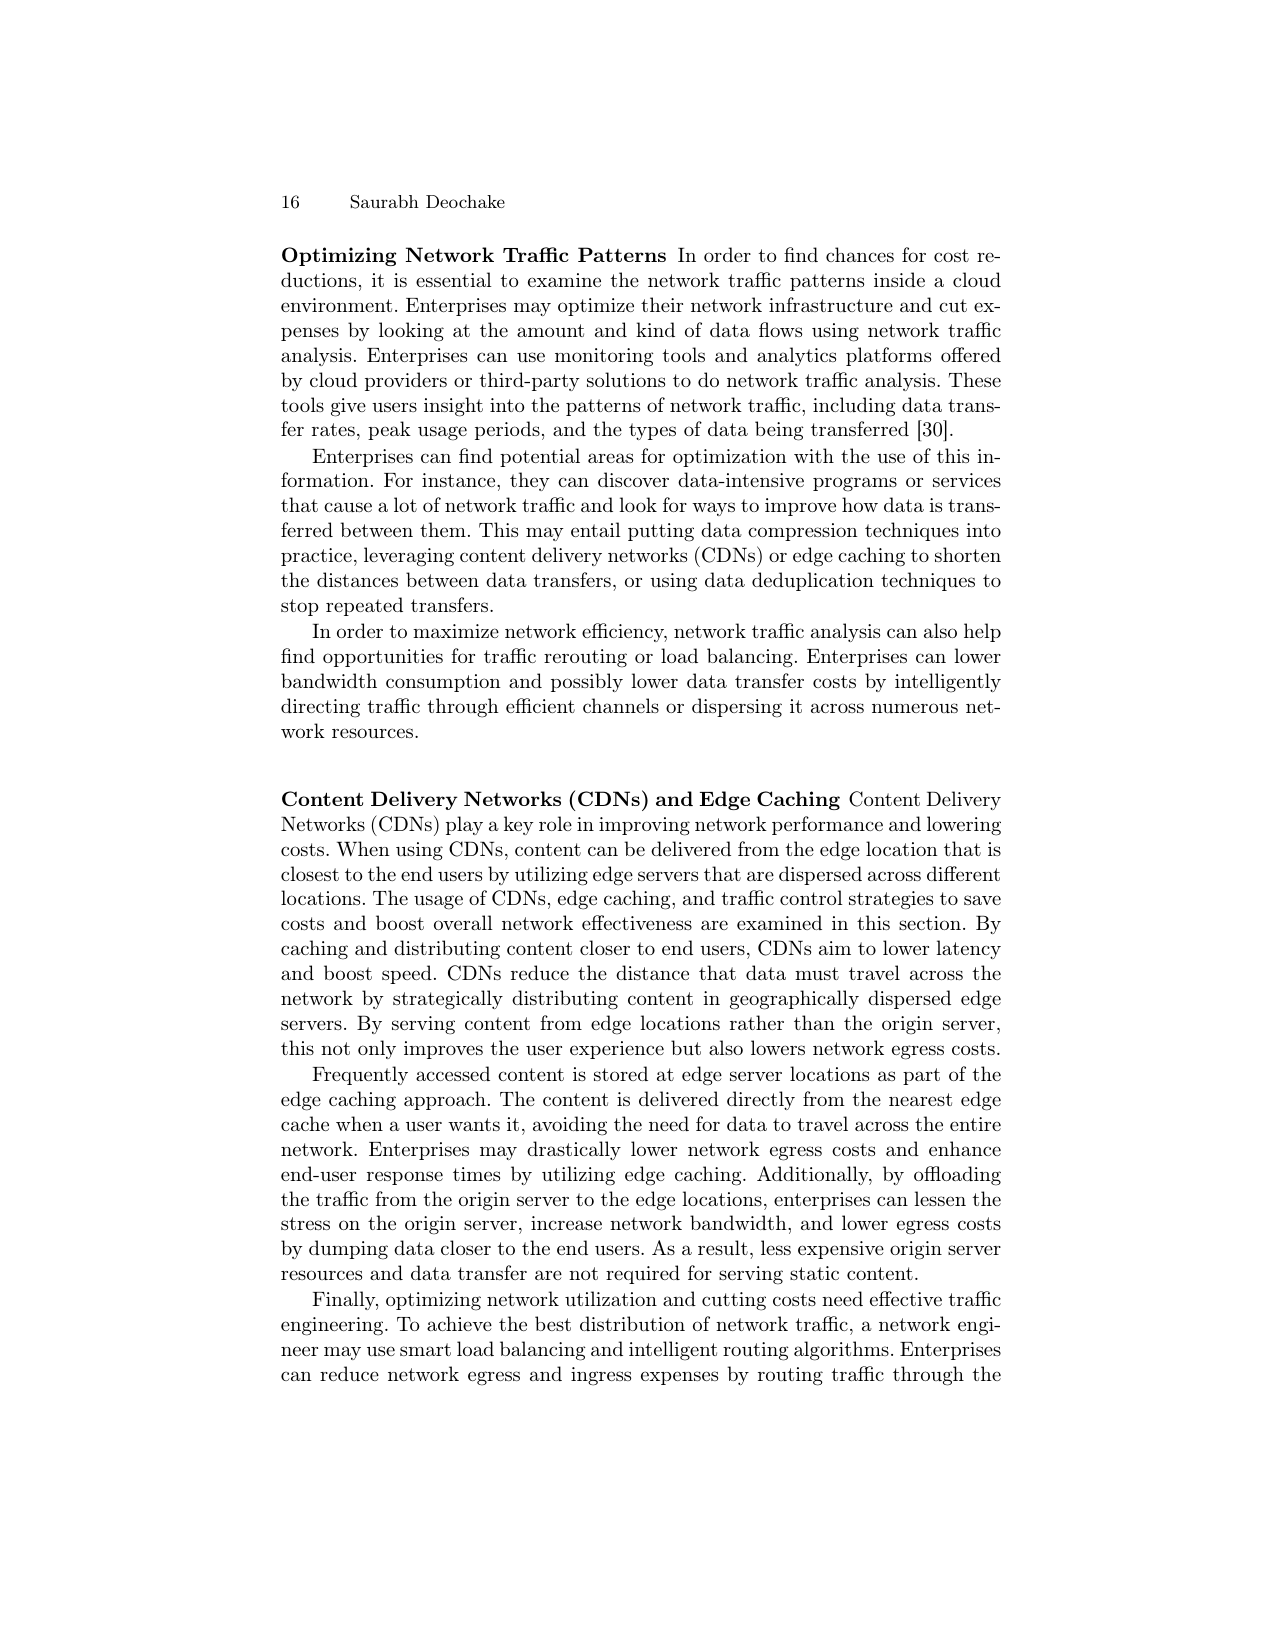 16 Saurabh Deochake
Optimizing Network Traffic Patterns In order to find chances for cost re-
ductions, it is essential to examine the network traffic patterns inside a cloud
environment. Enterprises may optimize their network infrastructure and cut ex-
penses by looking at the amount and kind of data flows using network traffic
analysis. Enterprises can use monitoring tools and analytics platforms offered
by cloud providers or third-party solutions to do network traffic analysis. These
tools give users insight into the patterns of network traffic, including data trans-
fer rates, peak usage periods, and the types of data being transferred [30].
Enterprises can find potential areas for optimization with the use of this in-
formation. For instance, they can discover data-intensive programs or services
that cause a lot of network traffic and look for ways to improve how data is trans-
ferred between them. This may entail putting data compression techniques into
practice, leveraging content delivery networks (CDNs) or edge caching to shorten
the distances between data transfers, or using data deduplication techniques to
stop repeated transfers.
In order to maximize network efficiency, network traffic analysis can also help
find opportunities for traffic rerouting or load balancing. Enterprises can lower
bandwidth consumption and possibly lower data transfer costs by intelligently
directing traffic through efficient channels or dispersing it across numerous net-
work resources.
Content Delivery Networks (CDNs) and Edge Caching Content Delivery
Networks (CDNs) play a key role in improving network performance and lowering
costs. When using CDNs, content can be delivered from the edge location that is
closest to the end users by utilizing edge servers that are dispersed across different
locations. The usage of CDNs, edge caching, and traffic control strategies to save
costs and boost overall network effectiveness are examined in this section. By
caching and distributing content closer to end users, CDNs aim to lower latency
and boost speed. CDNs reduce the distance that data must travel across the
network by strategically distributing content in geographically dispersed edge
servers. By serving content from edge locations rather than the origin server,
this not only improves the user experience but also lowers network egress costs.
Frequently accessed content is stored at edge server locations as part of the
edge caching approach. The content is delivered directly from the nearest edge
cache when a user wants it, avoiding the need for data to travel across the entire
network. Enterprises may drastically lower network egress costs and enhance
end-user response times by utilizing edge caching. Additionally, by offloading
the traffic from the origin server to the edge locations, enterprises can lessen the
stress on the origin server, increase network bandwidth, and lower egress costs
by dumping data closer to the end users. As a result, less expensive origin server
resources and data transfer are not required for serving static content.
Finally, optimizing network utilization and cutting costs need effective traffic
engineering. To achieve the best distribution of network traffic, a network engi-
neer may use smart load balancing and intelligent routing algorithms. Enterprises
can reduce network egress and ingress expenses by routing traffic through the